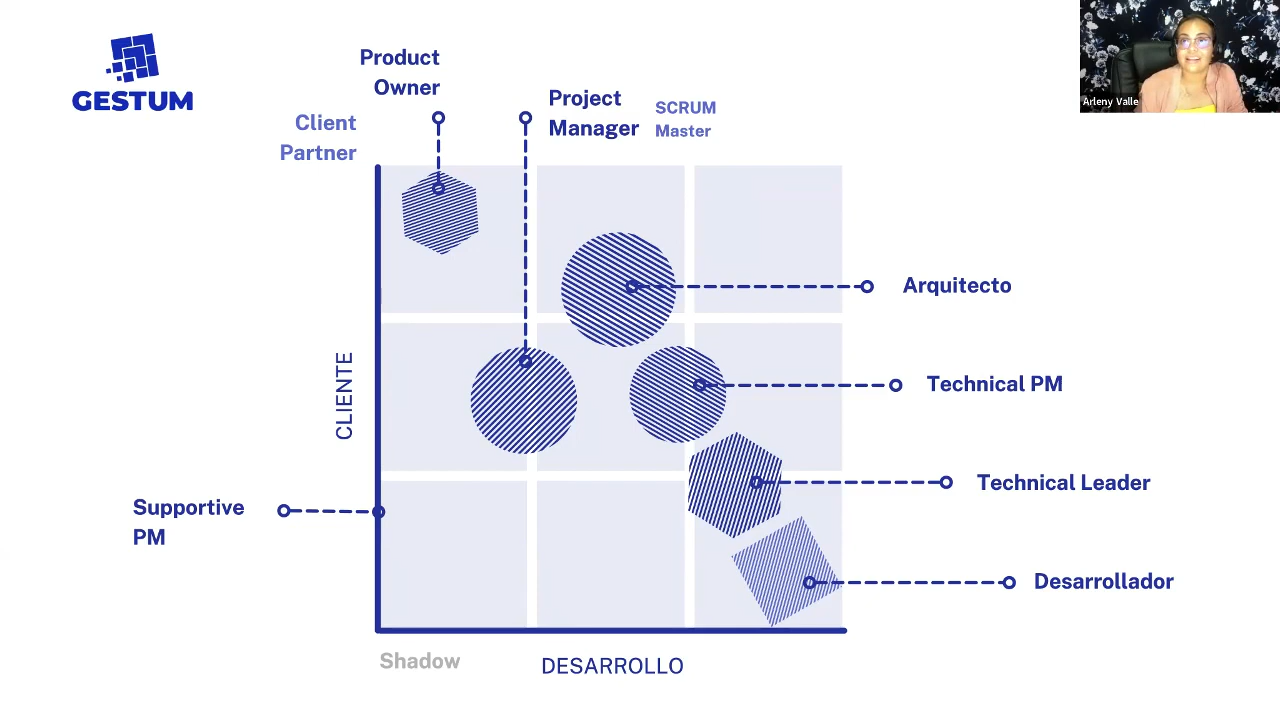 GESTUM
Product
Owner
Client
Partner
Project
Manager
SCRUM
Master
Arleny Valle
Arquitecto
Technical PM
CLIENTE
Technical Leader
Supportive
PM
Desarrollador
Shadow
DESARROLLO